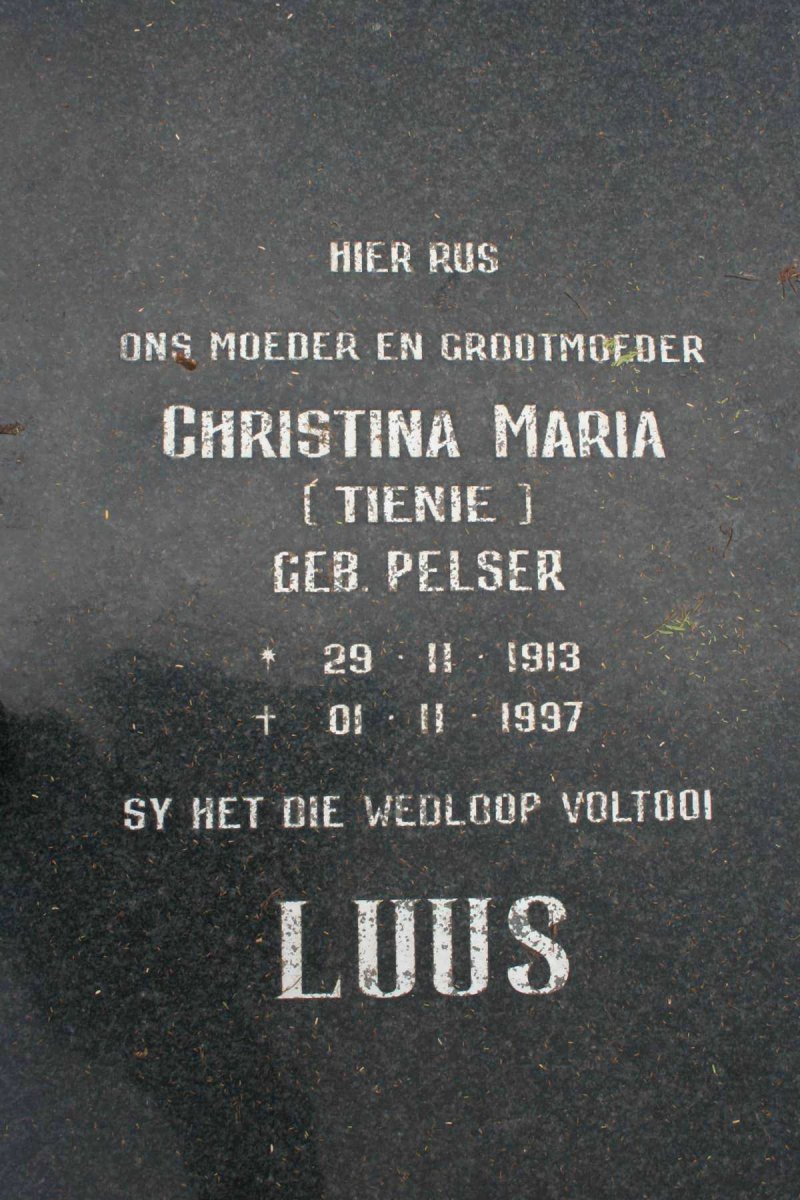 HIER RUS
ONS MOEDER EN GROOTMOEDER
CHRISTINA MARIA
[ TIENIE ]
GEB. PELSER
* 29 · 11 · 1913
† 01 · 11 · 1997
SY HET DIE WEDLOOP VOLTOOI
LUUS